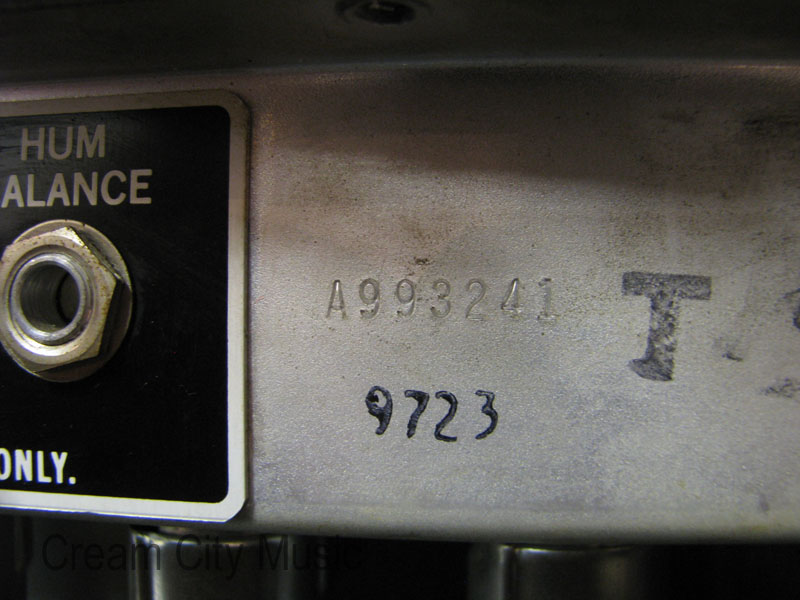 HUM
ALANCE
A993241
T
9723
ONLY.
Cream City Music